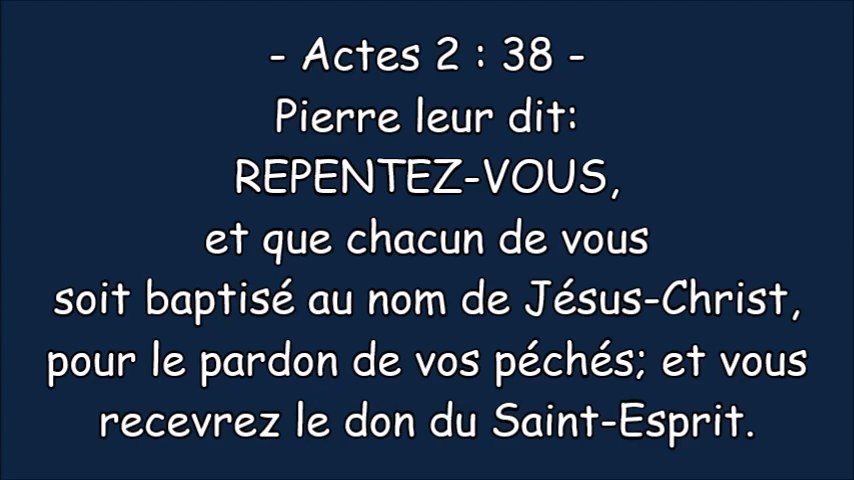 - Actes 2 : 38 -
Pierre leur dit:
REPENTEZ-VOUS,
et que chacun de vous
soit baptisé au nom de Jésus-Christ,
pour le pardon de vos péchés; et vous
recevrez le don du Saint-Esprit.